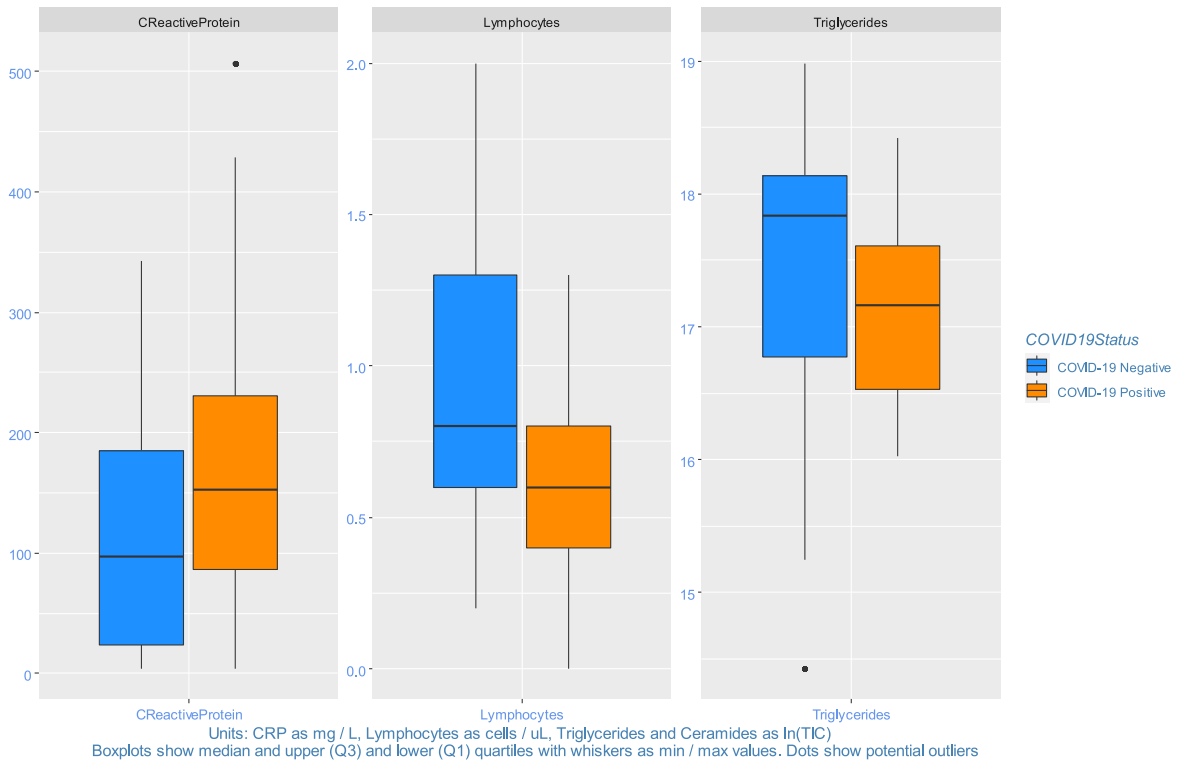 CReactiveProtein
Lymphocytes
Triglycerides
500
400
300
200
100
0
2.0
1.5
1.0
0.5
0.0
19
18
17
16
15
CReactiveProtein
Lymphocytes
Triglycerides
COVID19Status
COVID-19 Negative
COVID-19 Positive
Units: CRP as mg / L, Lymphocytes as cells / uL, Triglycerides and Ceramides as ln(TIC)
Boxplots show median and upper (Q3) and lower (Q1) quartiles with whiskers as min / max values. Dots show potential outliers